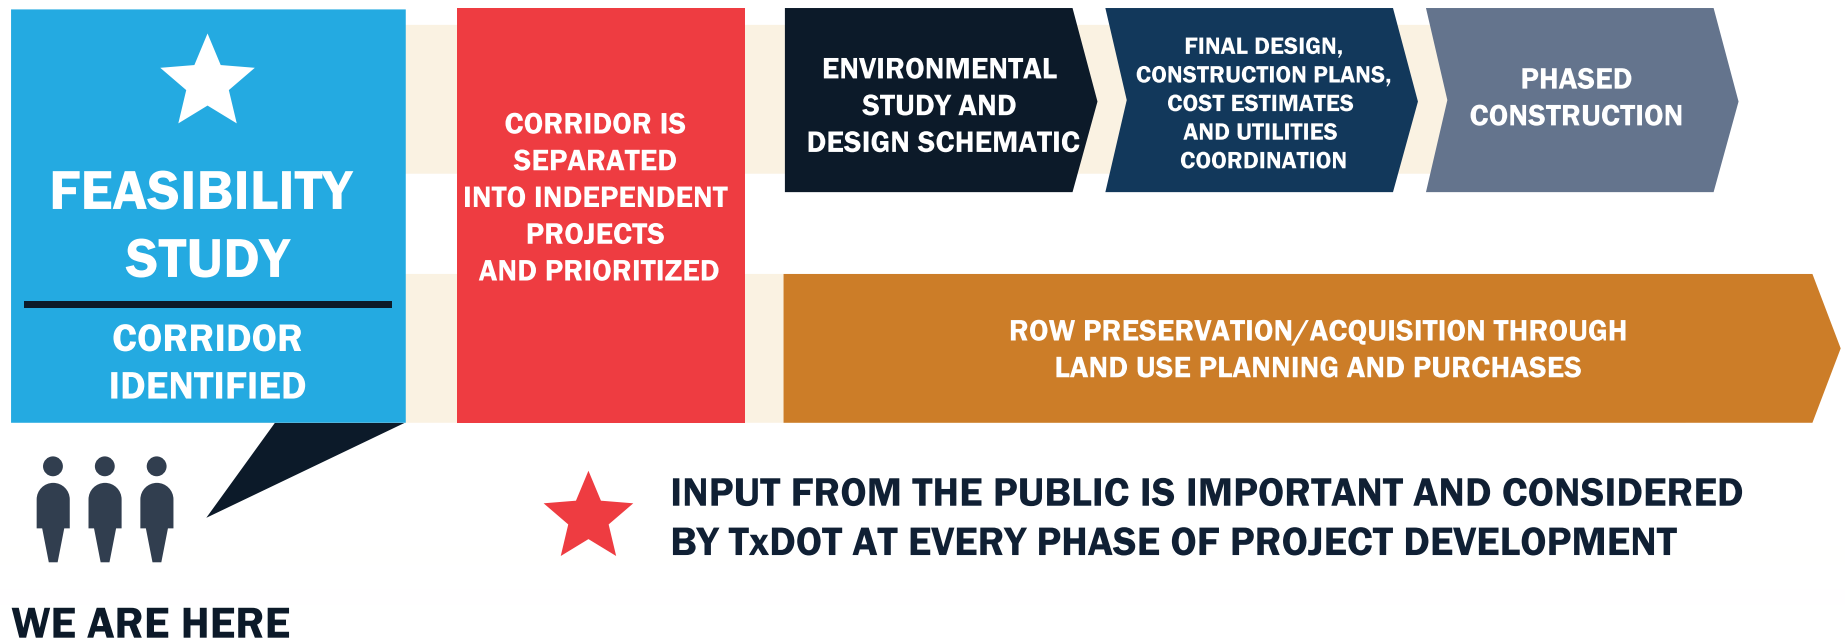 FEASIBILITY
STUDY
CORRIDOR
IDENTIFIED
CORRIDOR IS
SEPARATED
INTO INDEPENDENT
PROJECTS
AND PRIORITIZED
ENVIRONMENTAL
STUDY AND
DESIGN SCHEMATIC
FINAL DESIGN,
CONSTRUCTION PLANS,
COST ESTIMATES
AND UTILITIES
COORDINATION
PHASED
CONSTRUCTION
ROW PRESERVATION/ACQUISITION THROUGH
LAND USE PLANNING AND PURCHASES
INPUT FROM THE PUBLIC IS IMPORTANT AND CONSIDERED
BY TxDOT AT EVERY PHASE OF PROJECT DEVELOPMENT
WE ARE HERE